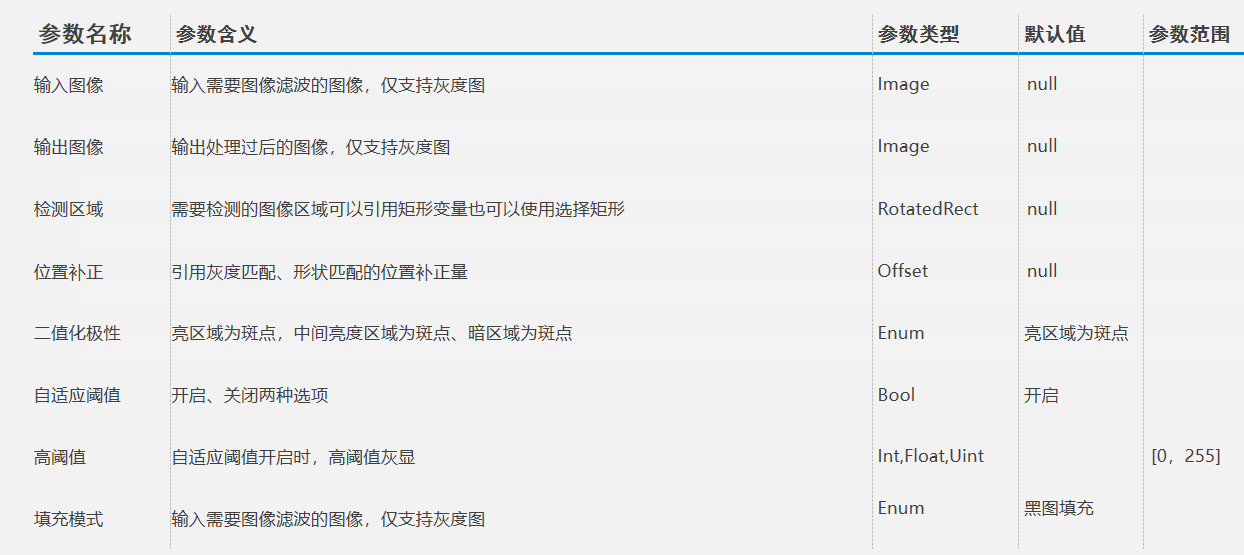 参数名称 参数含义 参数类型 默认值 参数范围
输入图像 输入需要图像滤波的图像，仅支持灰度图 Image null
输出图像 输出处理过后的图像，仅支持灰度图 Image null
检测区域 需要检测的图像区域可以引用矩形变量也可以使用选择矩形 RotatedRect null
位置补正 引用灰度匹配、形状匹配的位置补正量 Offset null
二值化极性 亮区域为斑点，中间亮度区域为斑点、暗区域为斑点 Enum 亮区域为斑点
自适应阈值 开启、关闭两种选项 Bool 开启
高阈值 自适应阈值开启时，高阈值灰显 Int,Float,Uint [0，255]
填充模式 输入需要图像滤波的图像，仅支持灰度图 Enum 黑图填充